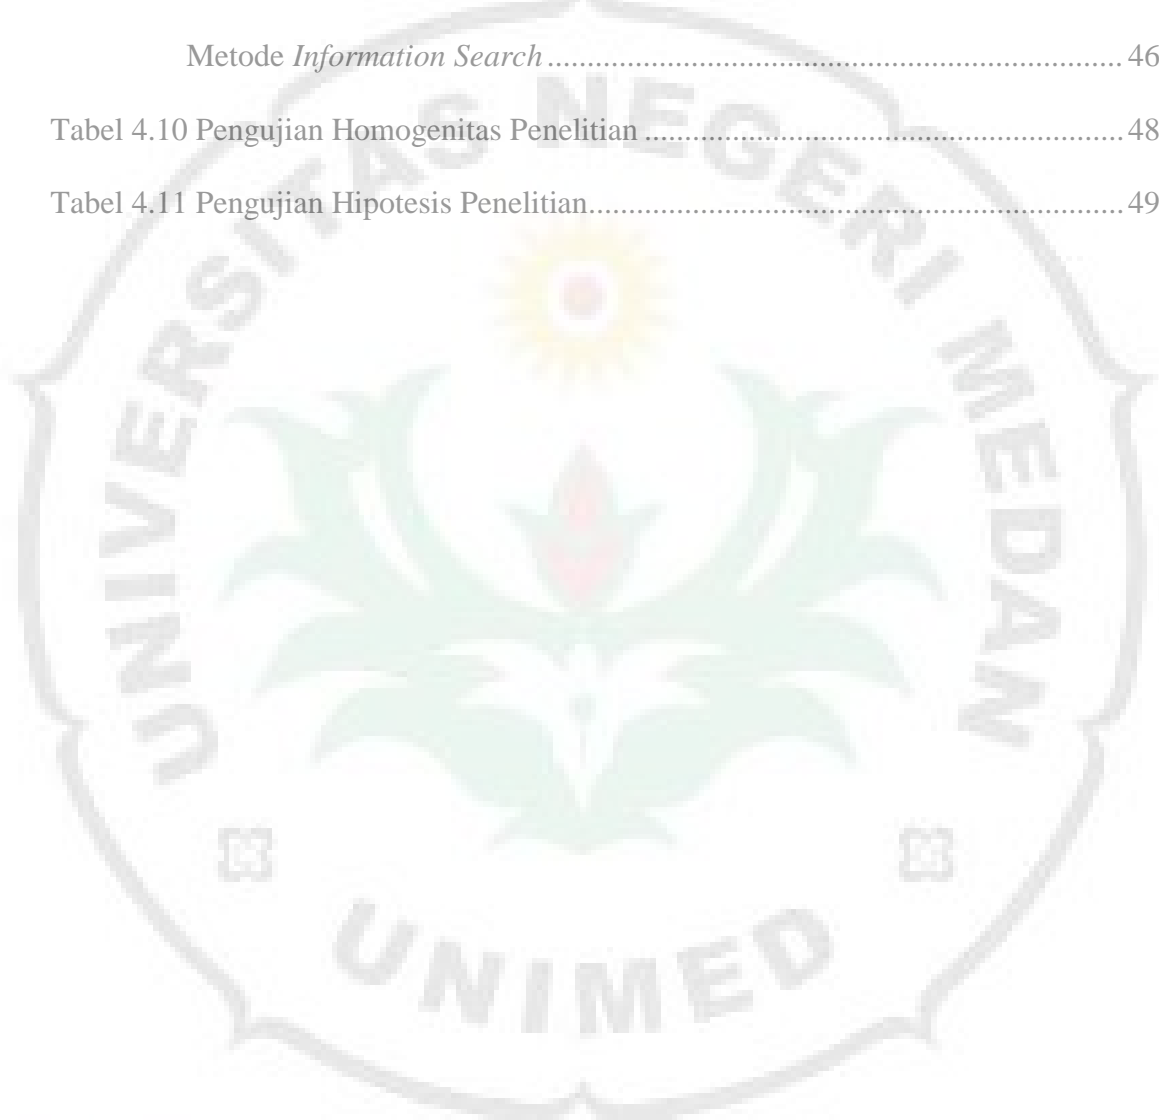 Metode Information Search ........................................................................ 46
Tabel 4.10 Pengujian Homogenitas Penelitian ............................................................ 48
Tabel 4.11 Pengujian Hipotesis Penelitian................................................................... 49
UNIVERSITAS NEGERI MEDAN
UNIMED